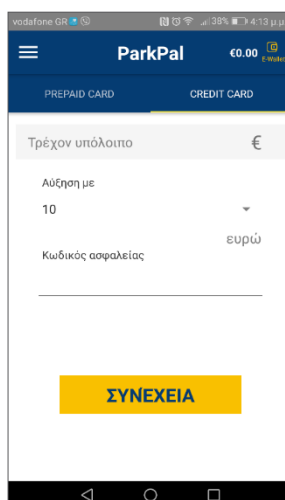 vodafone GR 38% 4:13 μ.μ
ParkPal €0.00
E-Wallet
PREPAID CARD CREDIT CARD
Τρέχον υπόλοιπο €
Αύξηση με
10
ευρώ
Κωδικός ασφαλείας
ΣΥΝΈΧΕΙΑ